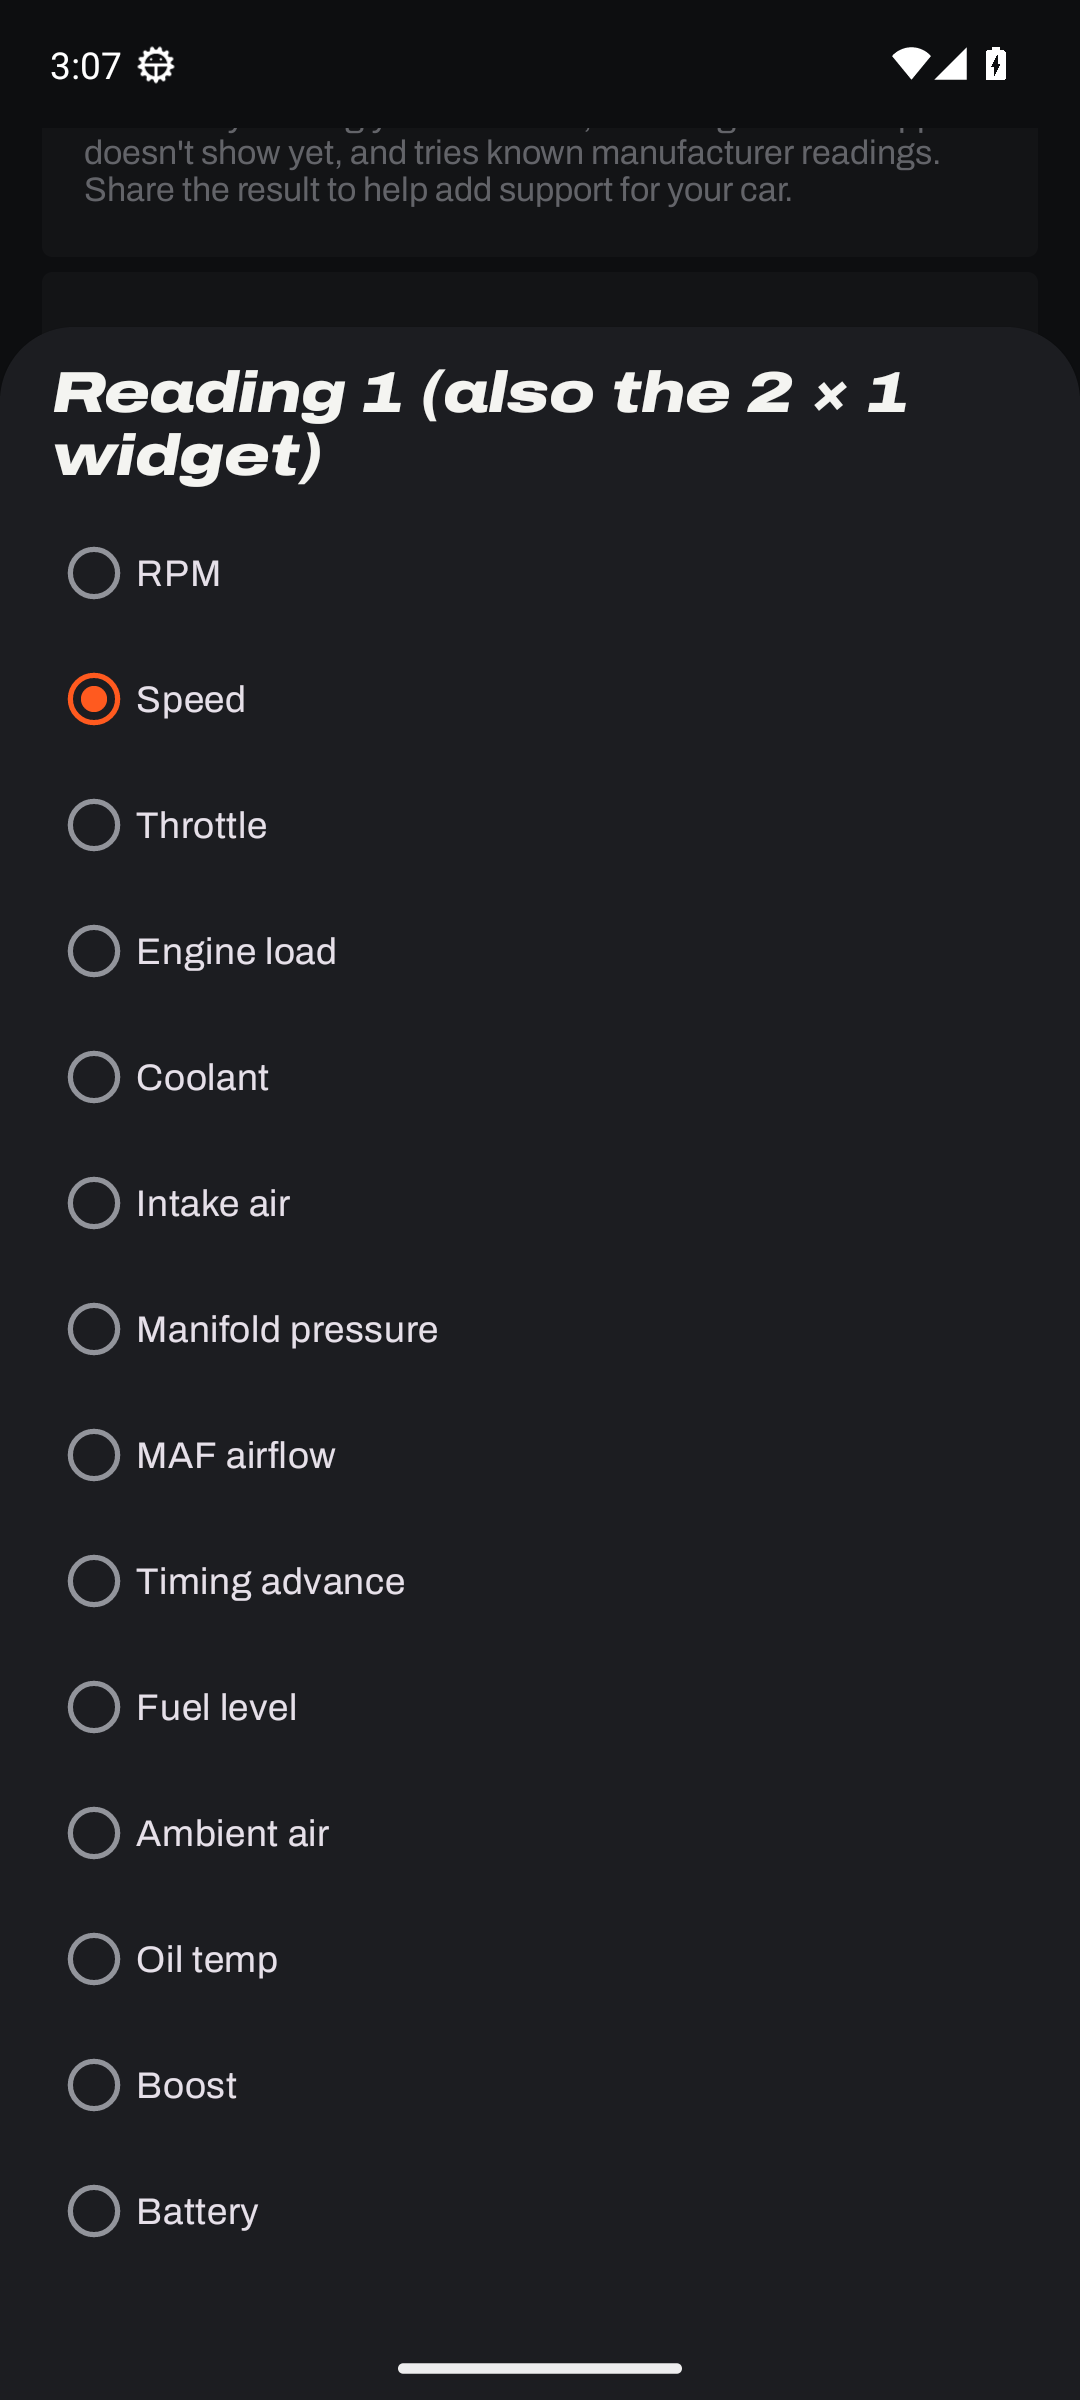 3:07
doesn't show yet, and tries known manufacturer readings.
Share the result to help add support for your car.
Reading 1 (also the 2 × 1
widget)
RPM
Speed
Throttle
Engine load
Coolant
Intake air
Manifold pressure
MAF airflow
Timing advance
Fuel level
Ambient air
Oil temp
Boost
Battery